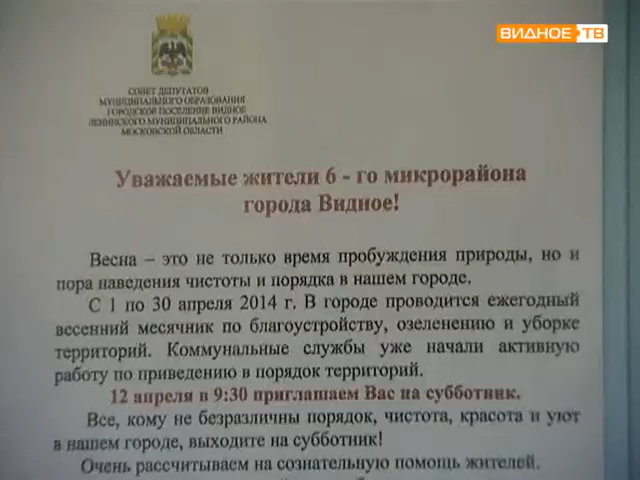 ВИДНОЕ ТВ
СОВЕТ ДЕПУТАТОВ
МУНИЦИПАЛЬНОГО ОБРАЗОВАНИЯ
ГОРОДСКОЕ ПОСЕЛЕНИЕ ВИДНОЕ
ЛЕНИНСКОГО МУНИЦИПАЛЬНОГО РАЙОНА
МОСКОВСКОЙ ОБЛАСТИ
Уважаемые жители 6 - го микрорайона
города Видное!
Весна – это не только время пробуждения природы, но и
пора наведения чистоты и порядка в нашем городе.
С 1 по 30 апреля 2014 г. В городе проводится ежегодный
весенний месячник по благоустройству, озеленению и уборке
территорий. Коммунальные службы уже начали активную
работу по приведению в порядок территорий.
12 апреля в 9:30 приглашаем Вас на субботник.
Все, кому не безразличны порядок, чистота, красота и уют
в нашем городе, выходите на субботник!
Очень рассчитываем на сознательную помощь жителей.